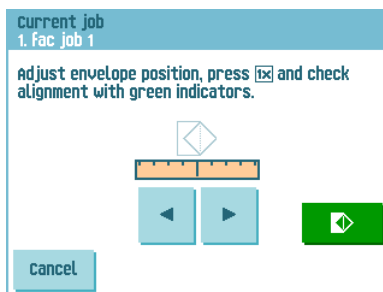 Current job
1. Fac job 1
Adjust envelope position, press 1x and check
alignment with green indicators.
Cancel